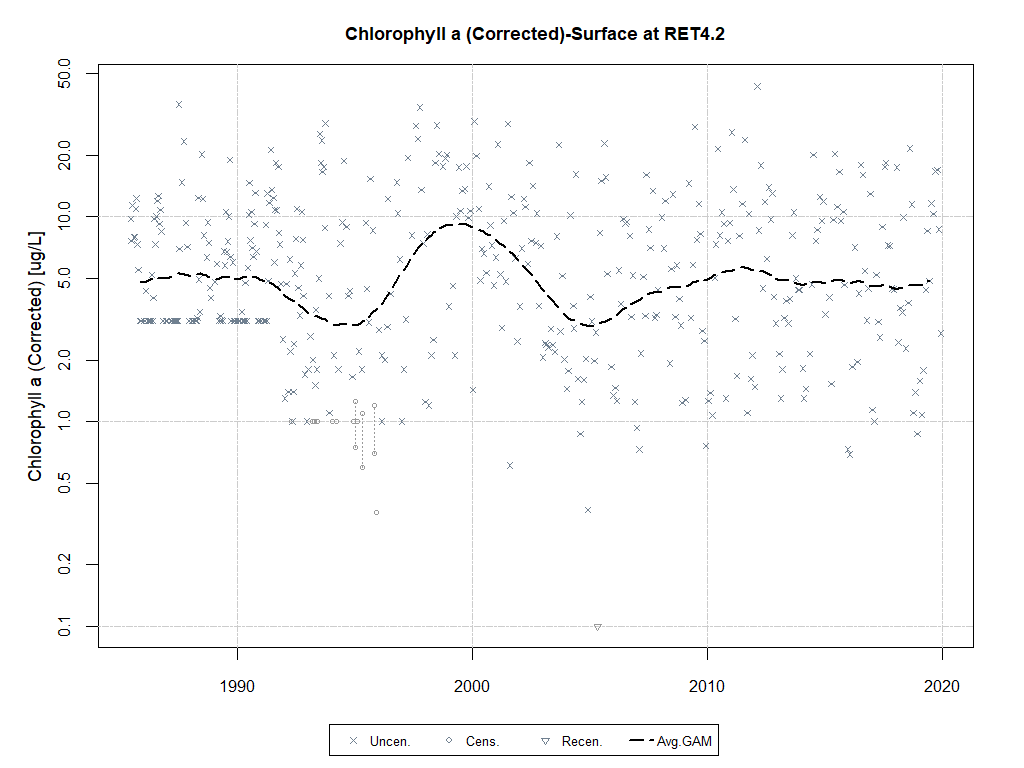 Chlorophyll a (Corrected)-Surface at RET4.2
Chlorophyll a (Corrected) [ug/L]
50.0
20.0
10.0
5.0
2.0
1.0
0.5
0.2
0.1
1990 2000 2010 2020
Uncen. Cens. Recen. Avg.GAM